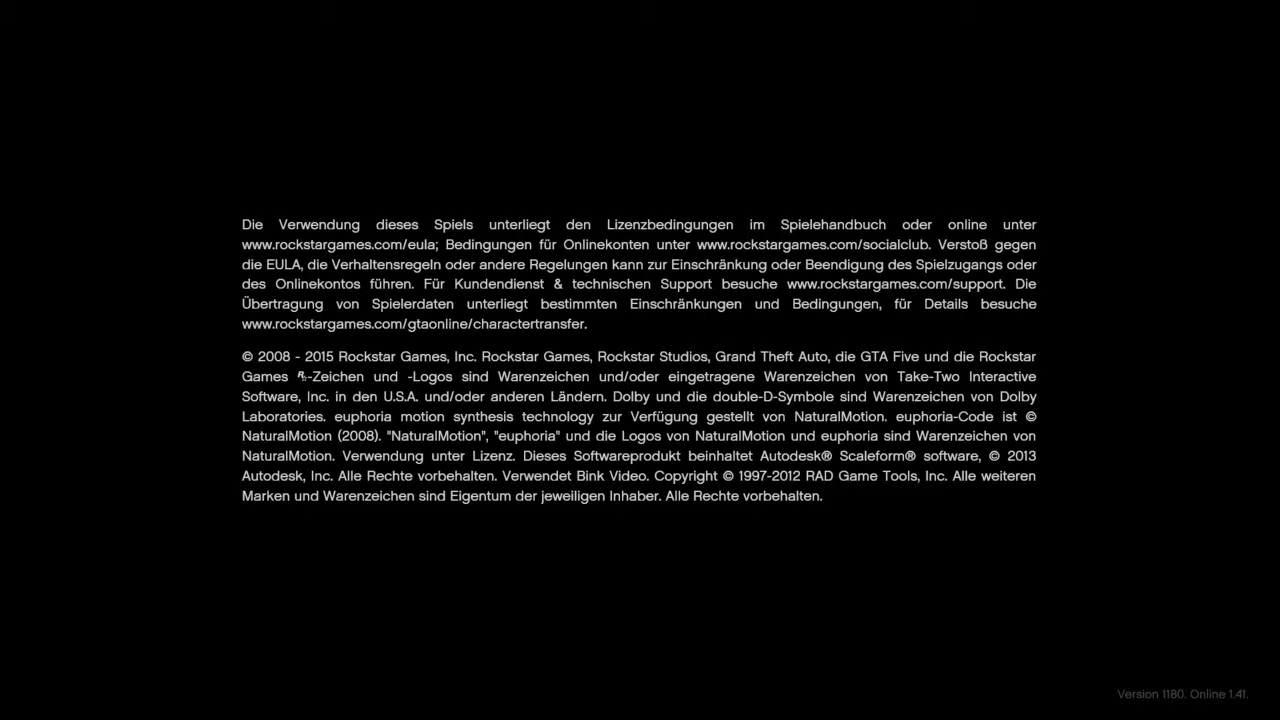 Die Verwendung dieses Spiels unterliegt den Lizenzbedingungen im Spielehandbuch oder online unter
www.rockstargames.com/eula; Bedingungen für Onlinekonten unter www.rockstargames.com/socialclub. Verstoß gegen
die EULA, die Verhaltensregeln oder andere Regelungen kann zur Einschränkung oder Beendigung des Spielzugangs oder
des Onlinekontos führen. Für Kundendienst & technischen Support besuche www.rockstargames.com/support. Die
Übertragung von Spielerdaten unterliegt bestimmten Einschränkungen und Bedingungen, für Details besuche
www.rockstargames.com/gtaonline/charactertransfer.
© 2008 - 2015 Rockstar Games, Inc. Rockstar Games, Rockstar Studios, Grand Theft Auto, die GTA Five und die Rockstar
Games R*-Zeichen und -Logos sind Warenzeichen und/oder eingetragene Warenzeichen von Take-Two Interactive
Software, Inc. in den U.S.A. und/oder anderen Ländern. Dolby und die double-D-Symbole sind Warenzeichen von Dolby
Laboratories. euphoria motion synthesis technology zur Verfügung gestellt von NaturalMotion. euphoria-Code ist ©
NaturalMotion (2008). "NaturalMotion", "euphoria" und die Logos von NaturalMotion und euphoria sind Warenzeichen von
NaturalMotion. Verwendung unter Lizenz. Dieses Softwareprodukt beinhaltet Autodesk® Scaleform® software, © 2013
Autodesk, Inc. Alle Rechte vorbehalten. Verwendet Bink Video. Copyright © 1997-2012 RAD Game Tools, Inc. Alle weiteren
Marken und Warenzeichen sind Eigentum der jeweiligen Inhaber. Alle Rechte vorbehalten.
Version 1180. Online 1.41.